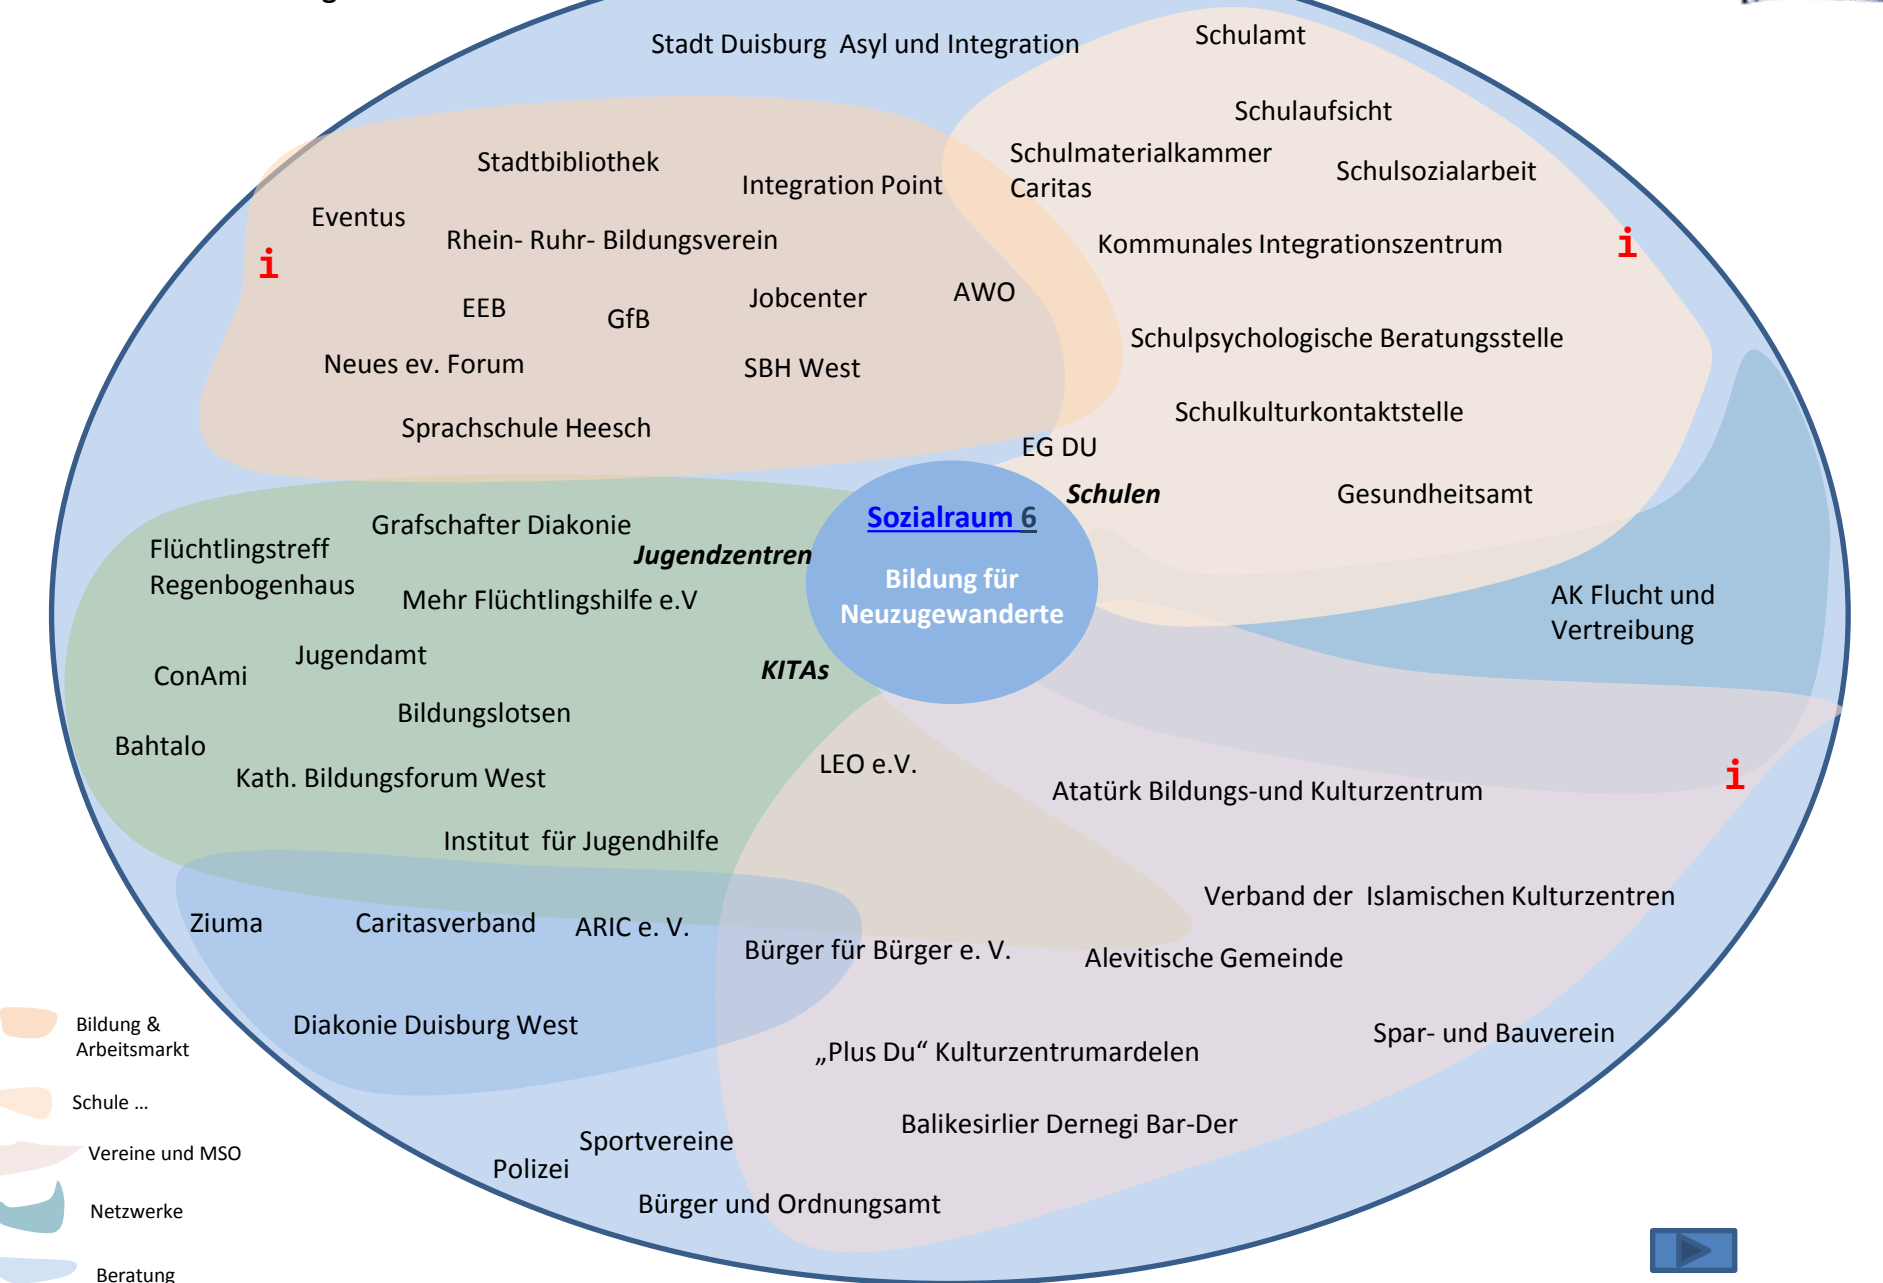 Stadt Duisburg Asyl und Integration
Schulamt
Schulaufsicht
Schulmaterialkammer
Caritas
Schulsozialarbeit
Stadtbibliothek
Integration Point
Eventus
Rhein- Ruhr- Bildungsverein
i
Kommunales Integrationszentrum
i
EEB
GfB
Jobcenter
AWO
Schulpsychologische Beratungsstelle
Neues ev. Forum
SBH West
Schulkulturkontaktstelle
Sprachschule Heesch
EG DU
Schulen
Gesundheitsamt
Sozialraum 6
Bildung für
Neuzugewanderte
Grafschafter Diakonie
Flüchtlingstreff
Regenbogenhaus
Jugendzentren
Mehr Flüchtlingshilfe e.V
AK Flucht und
Vertreibung
Jugendamt
ConAmi
KITAs
Bildungslotsen
Bahtalo
Kath. Bildungsforum West
LEO e.V.
Atatürk Bildungs-und Kulturzentrum
i
Institut für Jugendhilfe
Verband der Islamischen Kulturzentren
Ziuma
Caritasverband
ARIC e. V.
Bürger für Bürger e. V.
Alevitische Gemeinde
Diakonie Duisburg West
Spar- und Bauverein
„Plus Du“ Kulturzentrumardelen
Balikesirlier Dernegi Bar-Der
Sportvereine
Polizei
Bürger und Ordnungsamt
Bildung &
Arbeitsmarkt
Schule ...
Vereine und MSO
Netzwerke
Beratung